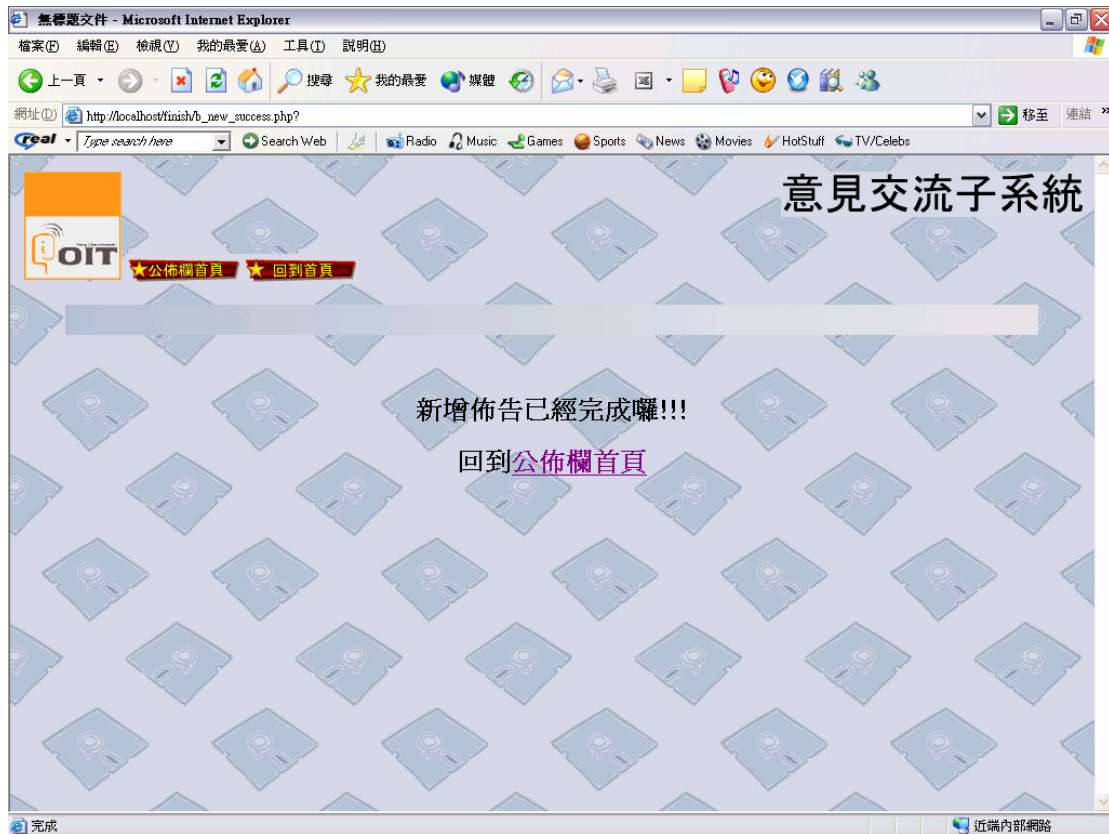 無標題文件 - Microsoft Internet Explorer
檔案(F) 編輯(E) 檢視(V) 我的最愛(A) 工具(T) 說明(H)
上一頁 搜尋 我的最愛 媒體
網址(D) http://localhost/finish/b_new_success.php? 移至 連結 »
real Type search here Search Web Radio Music Games Sports News Movies HotStuff TV/Celebs
意見交流子系統
OIT
公佈欄首頁 回到首頁
新增佈告已經完成囉!!!
回到公佈欄首頁
完成 近端內部網路